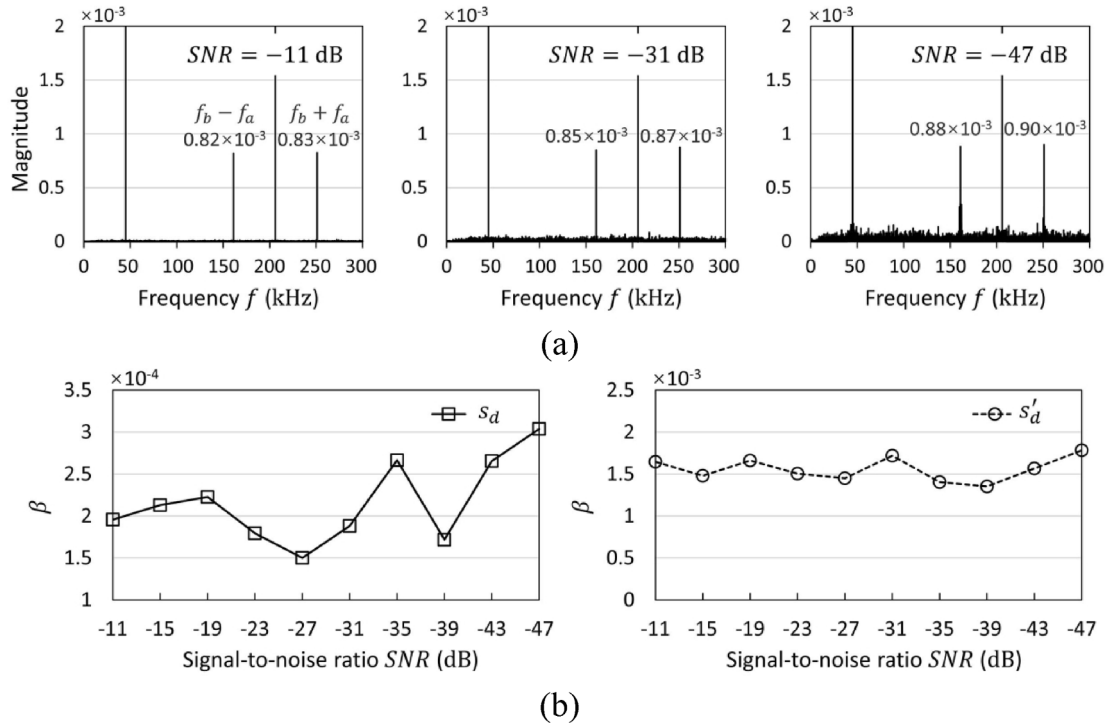 ×10⁻³
×10⁻³
×10⁻³
2
1.5
1
0.5
0
Magnitude
SNR = −11 dB
f_b − f_a
0.82×10⁻³
f_b + f_a
0.83×10⁻³
0 50 100 150 200 250 300
Frequency f (kHz)
2
1.5
1
0.5
0
SNR = −31 dB
0.85×10⁻³
0.87×10⁻³
0 50 100 150 200 250 300
Frequency f (kHz)
2
1.5
1
0.5
0
SNR = −47 dB
0.88×10⁻³
0.90×10⁻³
0 50 100 150 200 250 300
Frequency f (kHz)
(a)
×10⁻⁴
3.5
3
2.5
2
1.5
1
β
s_d
-11 -15 -19 -23 -27 -31 -35 -39 -43 -47
Signal-to-noise ratio SNR (dB)
×10⁻³
2.5
2
1.5
1
0.5
0
β
s′_d
-11 -15 -19 -23 -27 -31 -35 -39 -43 -47
Signal-to-noise ratio SNR (dB)
(b)